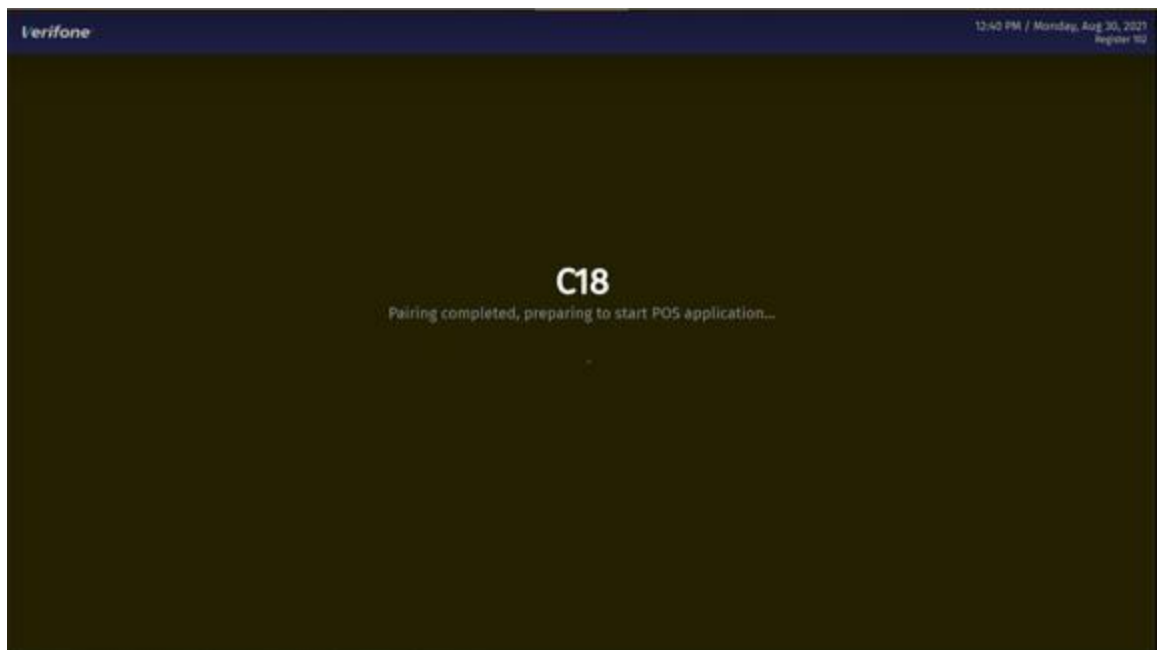 Verifone
12:40 PM / Monday, Aug 30, 2021
Register 102
C18
Pairing completed, preparing to start POS application...